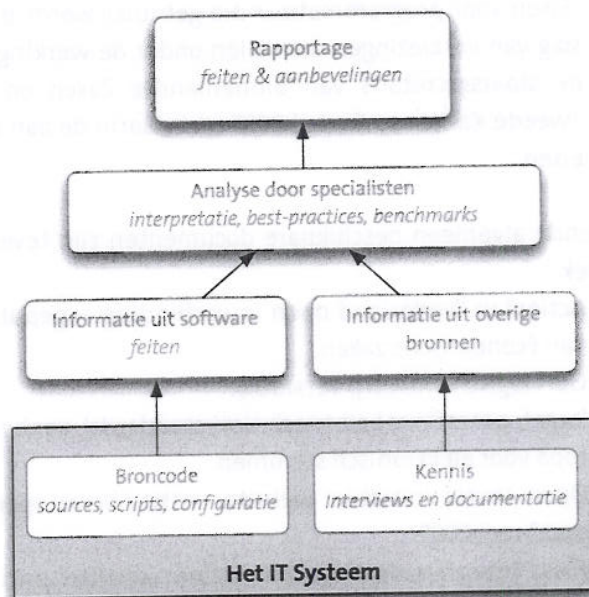 Rapportage
feiten & aanbevelingen
Analyse door specialisten
interpretatie, best-practices, benchmarks
Informatie uit software
feiten
Informatie uit overige
bronnen
Broncode
sources, scripts, configuratie
Kennis
Interviews en documentatie
Het IT Systeem